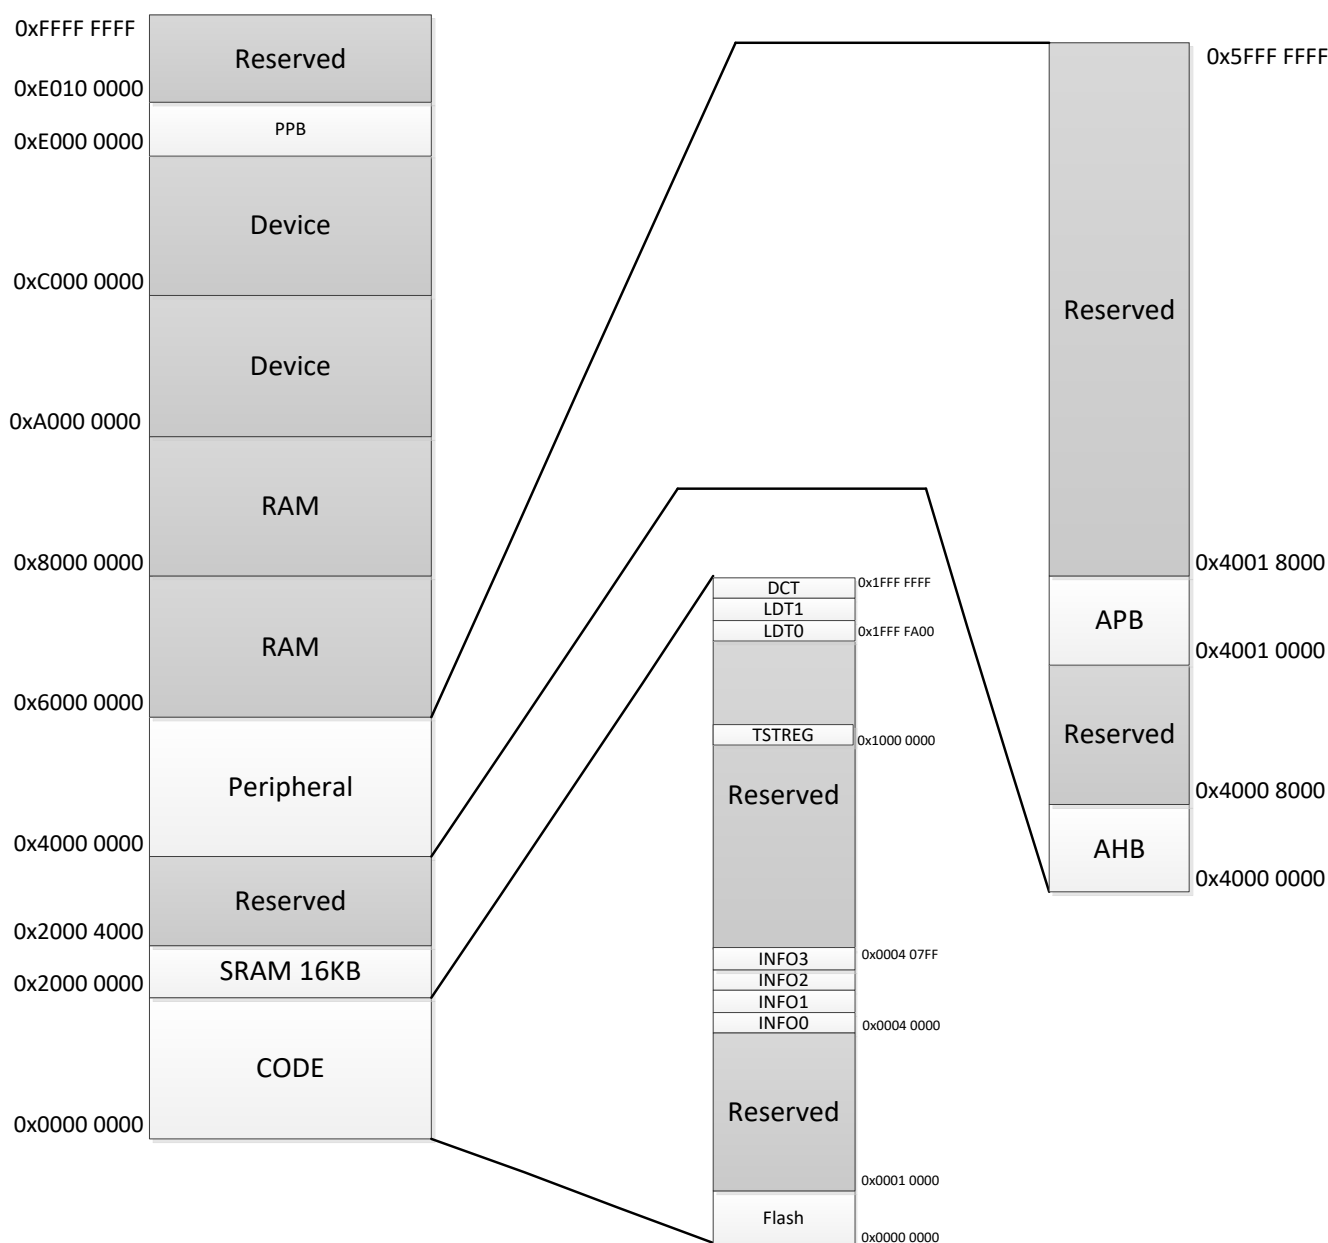 0xFFFF FFFF
Reserved
0xE010 0000
PPB
0xE000 0000
Device
0xC000 0000
Device
0xA000 0000
RAM
0x8000 0000
RAM
0x6000 0000
Peripheral
0x4000 0000
Reserved
0x2000 4000
SRAM 16KB
0x2000 0000
CODE
0x0000 0000
DCT
0x1FFF FFFF
LDT1
LDT0
0x1FFF FA00
TSTREG
0x1000 0000
Reserved
INFO3
0x0004 07FF
INFO2
INFO1
INFO0
0x0004 0000
Reserved
0x0001 0000
Flash
0x0000 0000
0x5FFF FFFF
Reserved
0x4001 8000
APB
0x4001 0000
Reserved
0x4000 8000
AHB
0x4000 0000